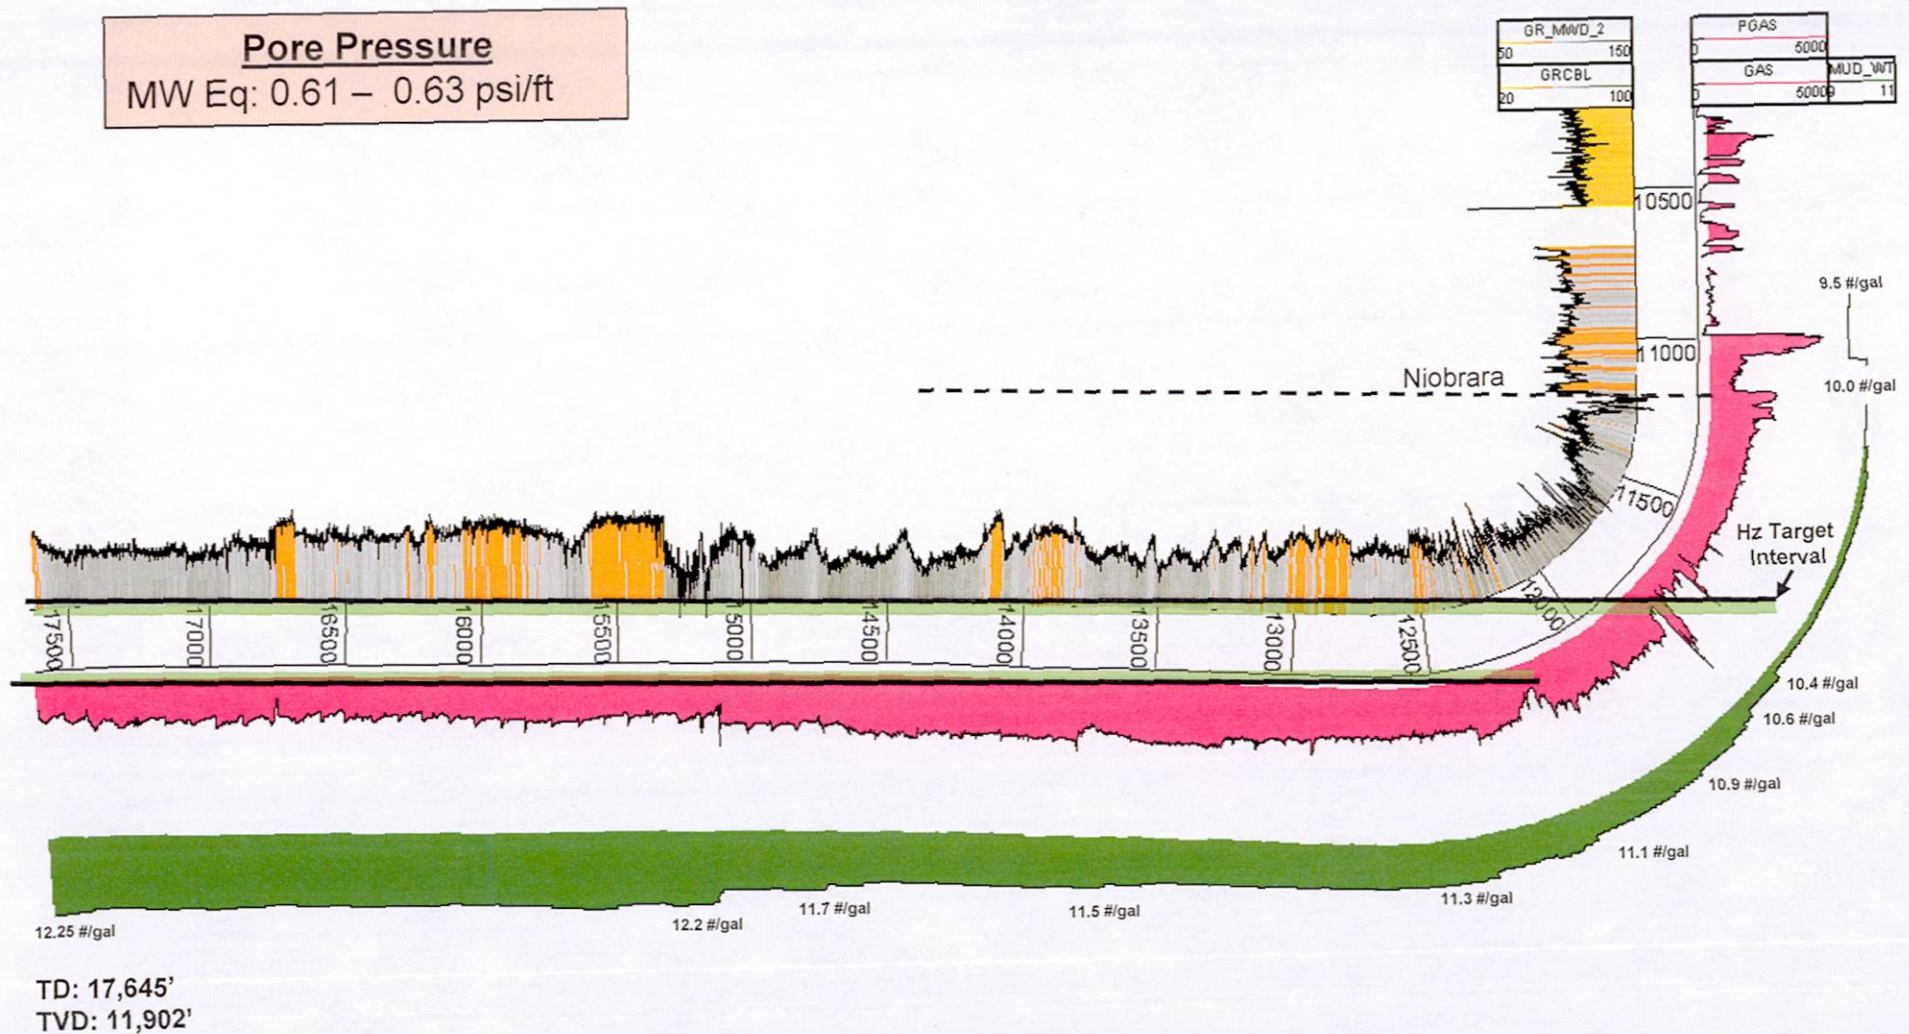 Pore Pressure
MW Eq: 0.61 – 0.63 psi/ft
GR_MWD_2
50 150
GRCBL
20 100
PGAS
0 5000
GAS
0 5000
MUD_WT
9 11
10500
9.5 #/gal
11000
Niobrara
10.0 #/gal
11500
Hz Target
Interval
12000
17500
17000
16500
16000
15500
15000
14500
14000
13500
13000
12500
10.4 #/gal
10.6 #/gal
10.9 #/gal
11.1 #/gal
11.3 #/gal
11.5 #/gal
11.7 #/gal
12.2 #/gal
12.25 #/gal
TD: 17,645’
TVD: 11,902’